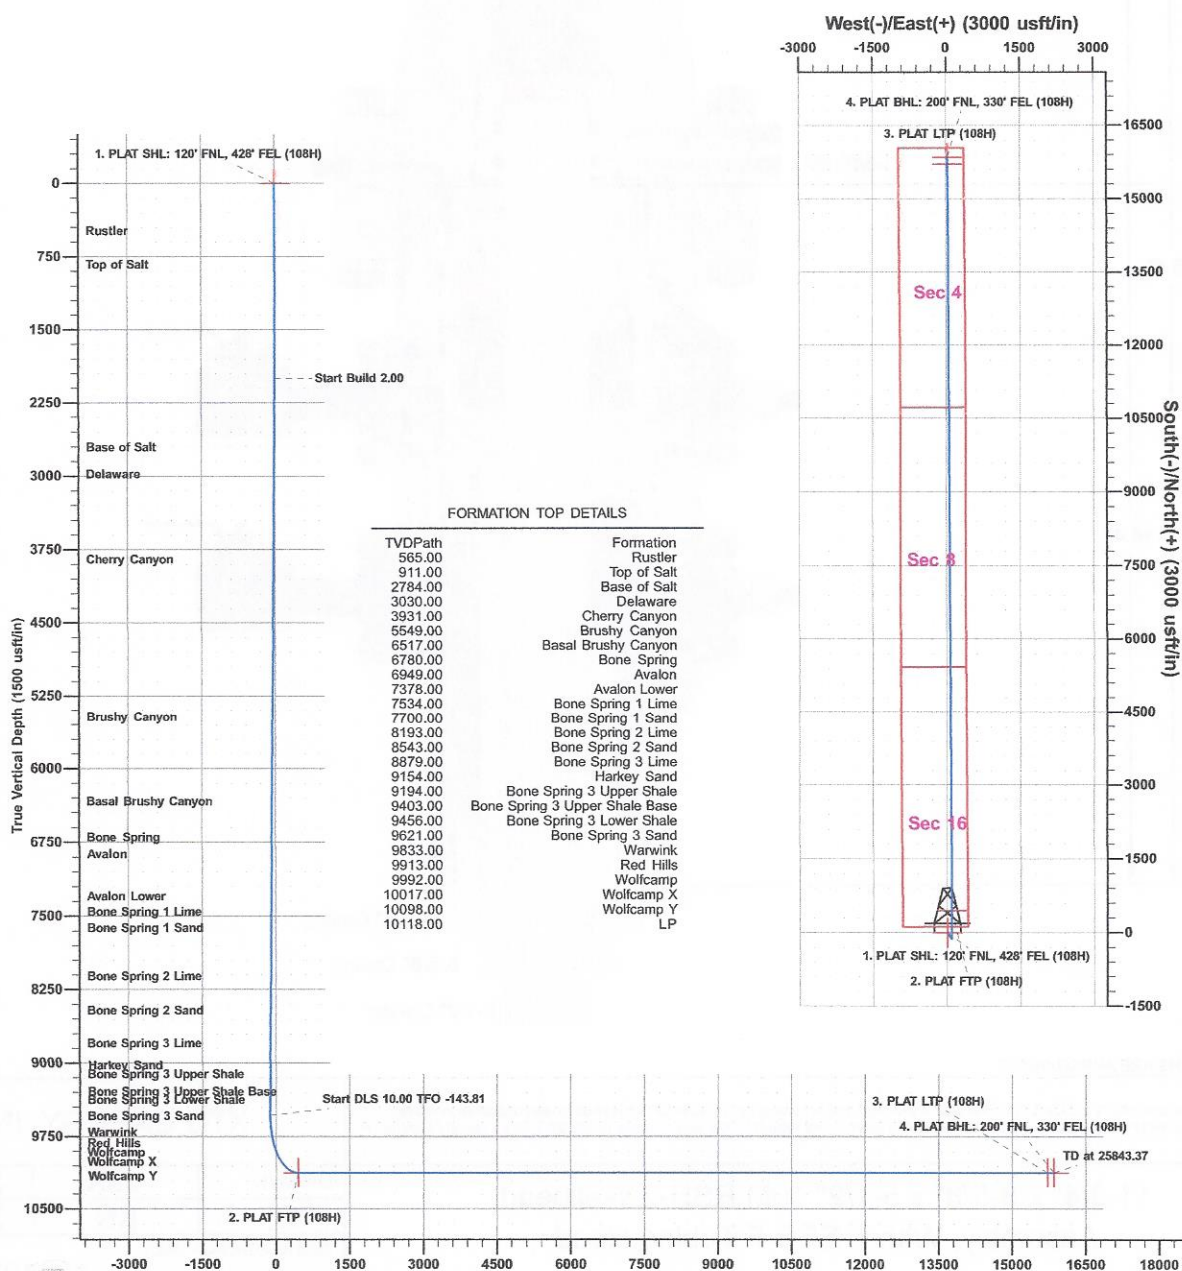 West(-)/East(+) (3000 usft/in)
-3000 -1500 0 1500 3000
4. PLAT BHL: 200' FNL, 330' FEL (108H)
3. PLAT LTP (108H)
16500
15000
13500
12000
10500
9000
7500
6000
4500
3000
1500
0
-1500
South(-)/North(+) (3000 usft/in)
Sec 4
Sec 8
Sec 16
1. PLAT SHL: 120' FNL, 428' FEL (108H)
2. PLAT FTP (108H)
1. PLAT SHL: 120' FNL, 428' FEL (108H)
True Vertical Depth (1500 usft/in)
0
750
1500
2250
3000
3750
4500
5250
6000
6750
7500
8250
9000
9750
10500
Rustler
Top of Salt
Start Build 2.00
Base of Salt
Delaware
Cherry Canyon
Brushy Canyon
Basal Brushy Canyon
Bone Spring
Avalon
Avalon Lower
Bone Spring 1 Lime
Bone Spring 1 Sand
Bone Spring 2 Lime
Bone Spring 2 Sand
Bone Spring 3 Lime
Harkey Sand
Bone Spring 3 Upper Shale
Bone Spring 3 Upper Shale Base
Bone Spring 3 Lower Shale
Bone Spring 3 Sand
Warwink
Red Hills
Wolfcamp
Wolfcamp X
Wolfcamp Y
FORMATION TOP DETAILS
TVDPath Formation
565.00 Rustler
911.00 Top of Salt
2784.00 Base of Salt
3030.00 Delaware
3931.00 Cherry Canyon
5549.00 Brushy Canyon
6517.00 Basal Brushy Canyon
6780.00 Bone Spring
6949.00 Avalon
7378.00 Avalon Lower
7534.00 Bone Spring 1 Lime
7700.00 Bone Spring 1 Sand
8193.00 Bone Spring 2 Lime
8543.00 Bone Spring 2 Sand
8879.00 Bone Spring 3 Lime
9154.00 Harkey Sand
9194.00 Bone Spring 3 Upper Shale
9403.00 Bone Spring 3 Upper Shale Base
9456.00 Bone Spring 3 Lower Shale
9621.00 Bone Spring 3 Sand
9833.00 Warwink
9913.00 Red Hills
9992.00 Wolfcamp
10017.00 Wolfcamp X
10098.00 Wolfcamp Y
10118.00 LP
Start DLS 10.00 TFO -143.81
3. PLAT LTP (108H)
4. PLAT BHL: 200' FNL, 330' FEL (108H)
TD at 25843.37
2. PLAT FTP (108H)
-3000 -1500 0 1500 3000 4500 6000 7500 9000 10500 12000 13500 15000 16500 18000